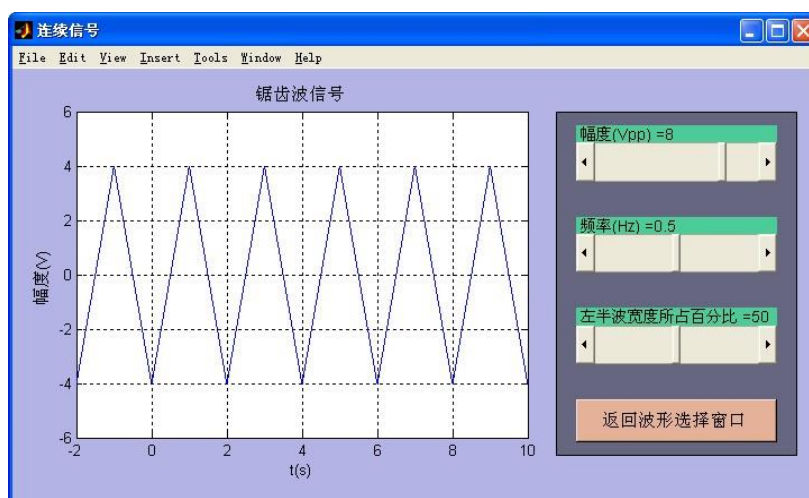 连续信号
File Edit View Insert Tools Window Help
锯齿波信号
6
4
2
0
-2
-4
-6
幅度(V)
-2 0 2 4 6 8 10
t(s)
幅度(Vpp) =8
频率(Hz) =0.5
左半波宽度所占百分比 =50
返回波形选择窗口